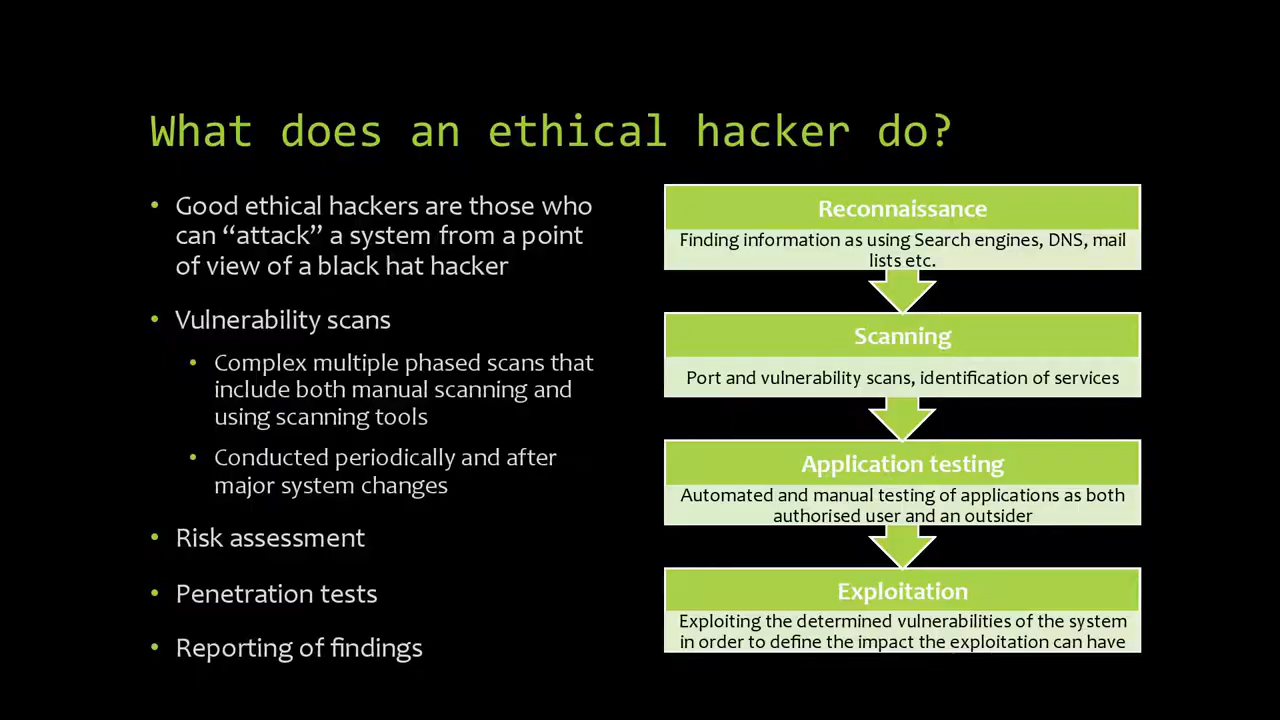 What does an ethical hacker do?
• Good ethical hackers are those who
can “attack” a system from a point
of view of a black hat hacker
• Vulnerability scans
• Complex multiple phased scans that
include both manual scanning and
using scanning tools
• Conducted periodically and after
major system changes
• Risk assessment
• Penetration tests
• Reporting of findings
Reconnaissance
Finding information as using Search engines, DNS, mail
lists etc.
Scanning
Port and vulnerability scans, identification of services
Application testing
Automated and manual testing of applications as both
authorised user and an outsider
Exploitation
Exploiting the determined vulnerabilities of the system
in order to define the impact the exploitation can have